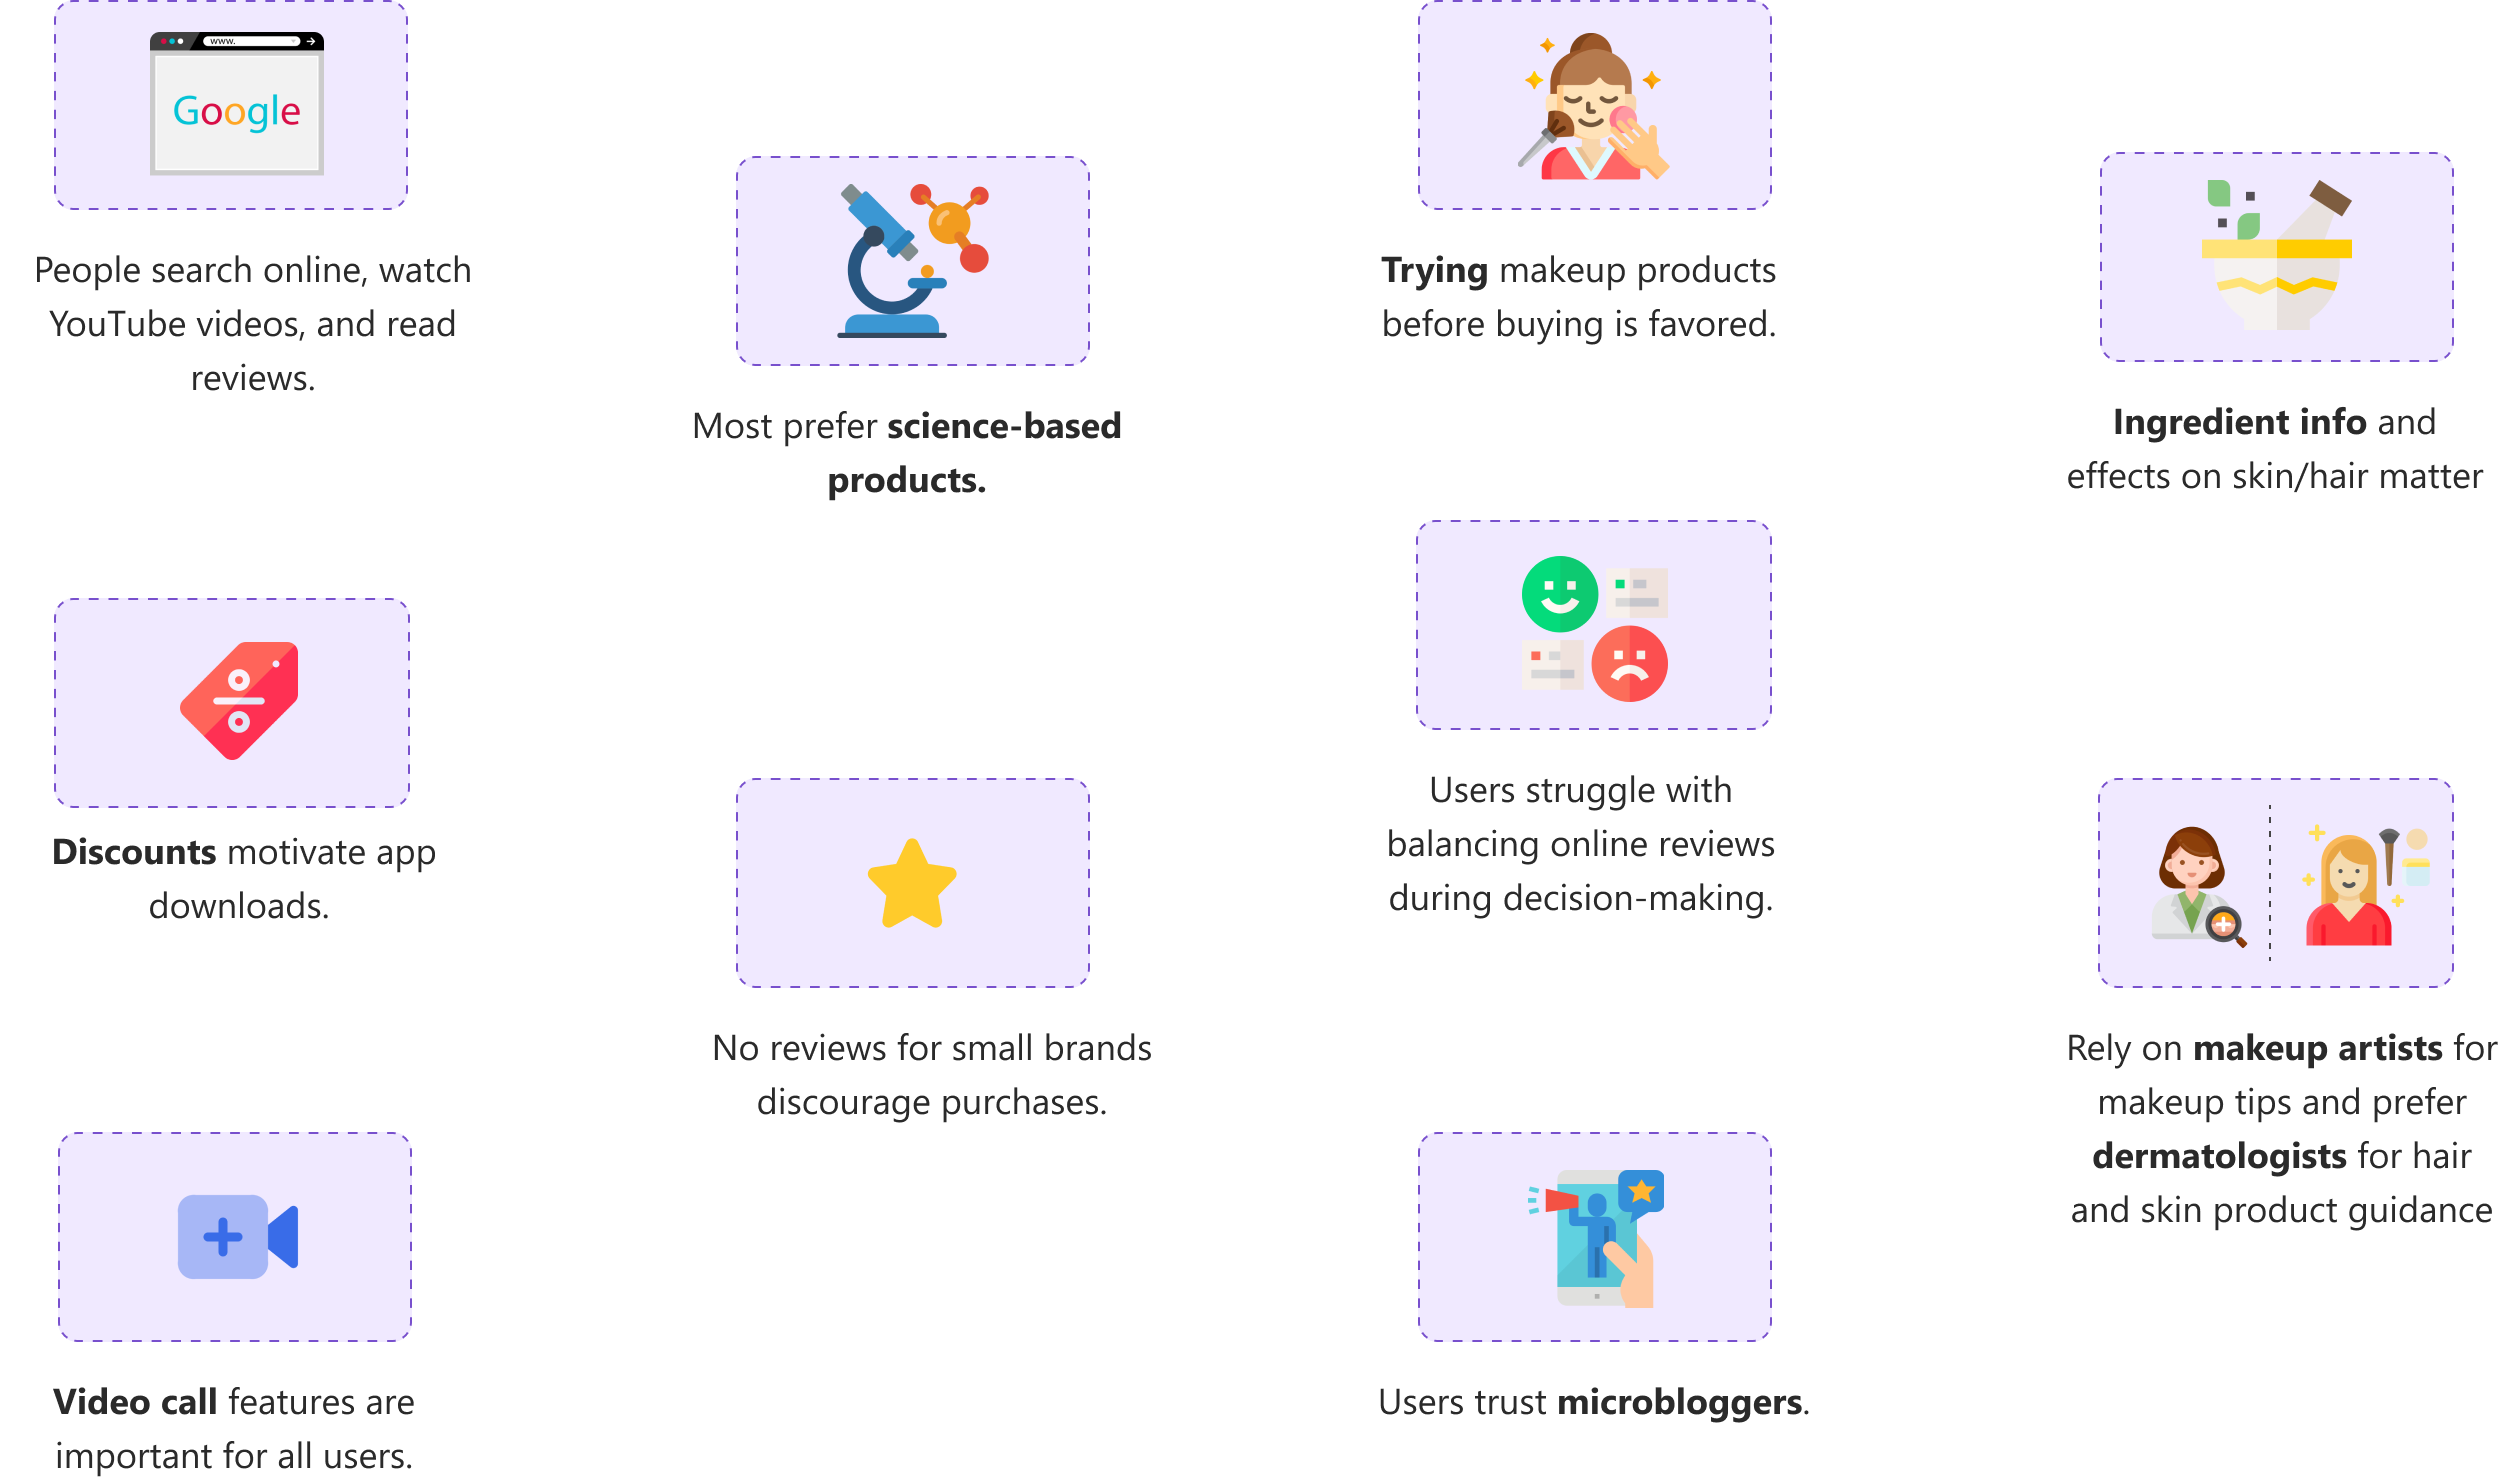 www.
Google
People search online, watch
YouTube videos, and read
reviews.
Most prefer science-based
products.
Trying makeup products
before buying is favored.
Ingredient info and
effects on skin/hair matter
Discounts motivate app
downloads.
No reviews for small brands
discourage purchases.
Users struggle with
balancing online reviews
during decision-making.
Rely on makeup artists for
makeup tips and prefer
dermatologists for hair
and skin product guidance
Video call features are
important for all users.
Users trust microbloggers.